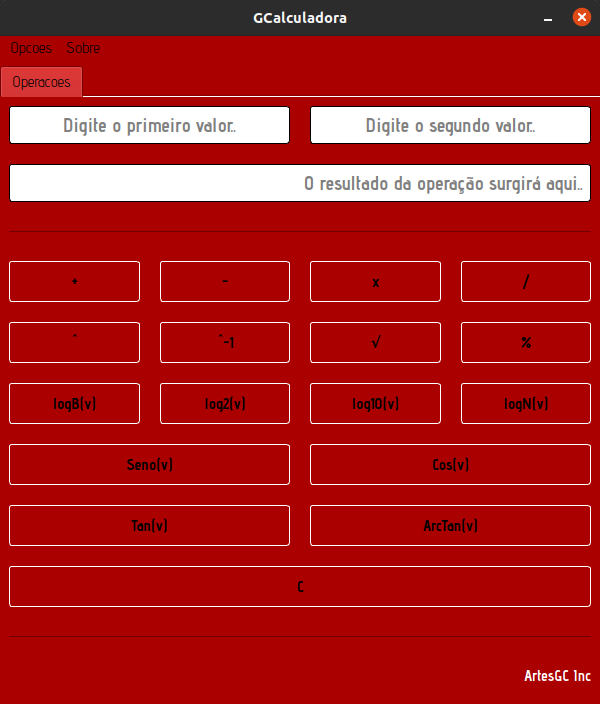 GCalculadora
Opcoes Sobre
Operacoes
Digite o primeiro valor.. Digite o segundo valor..
O resultado da operação surgirá aqui..
+ - x /
^ ^-1 √ %
logB(v) log2(v) log10(v) logN(v)
Seno(v) Cos(v)
Tan(v) ArcTan(v)
C
ArtesGC Inc